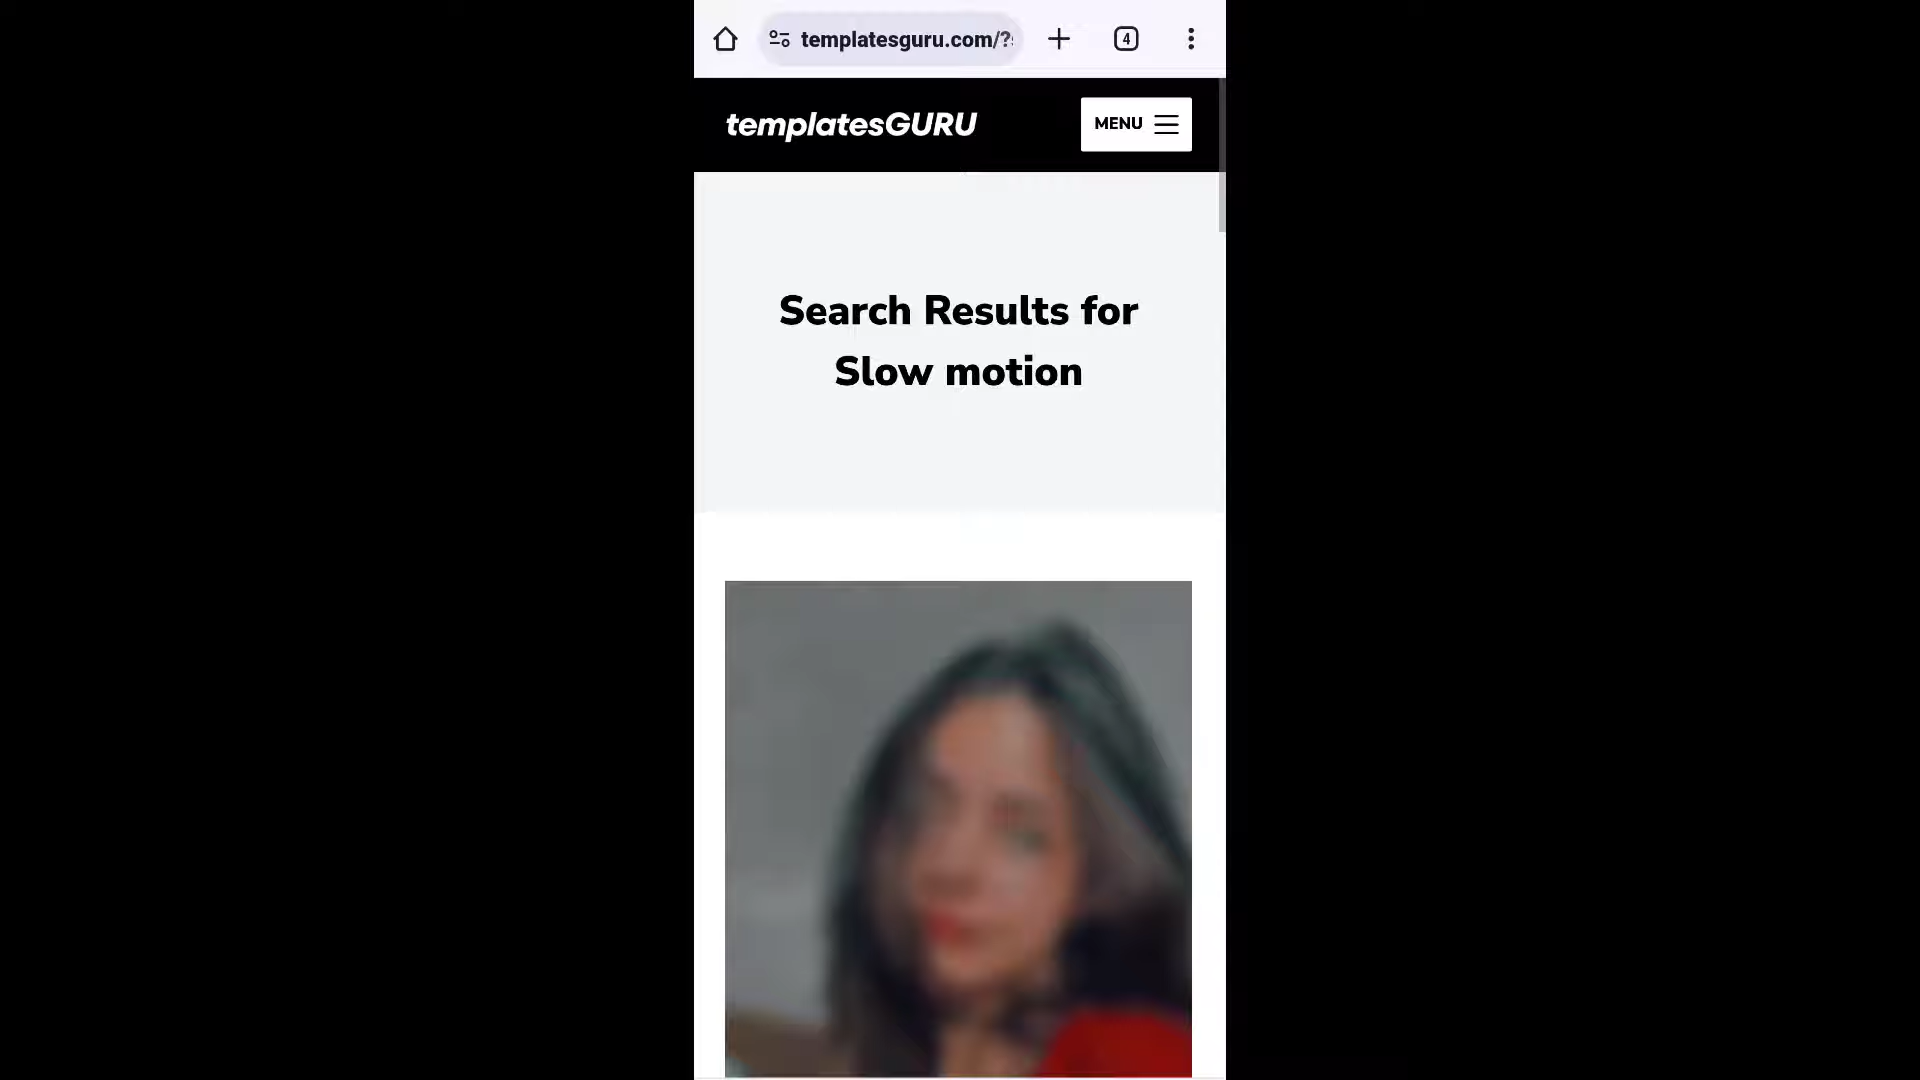 templatesguru.com/?
4
templatesGURU
MENU
Search Results for
Slow motion